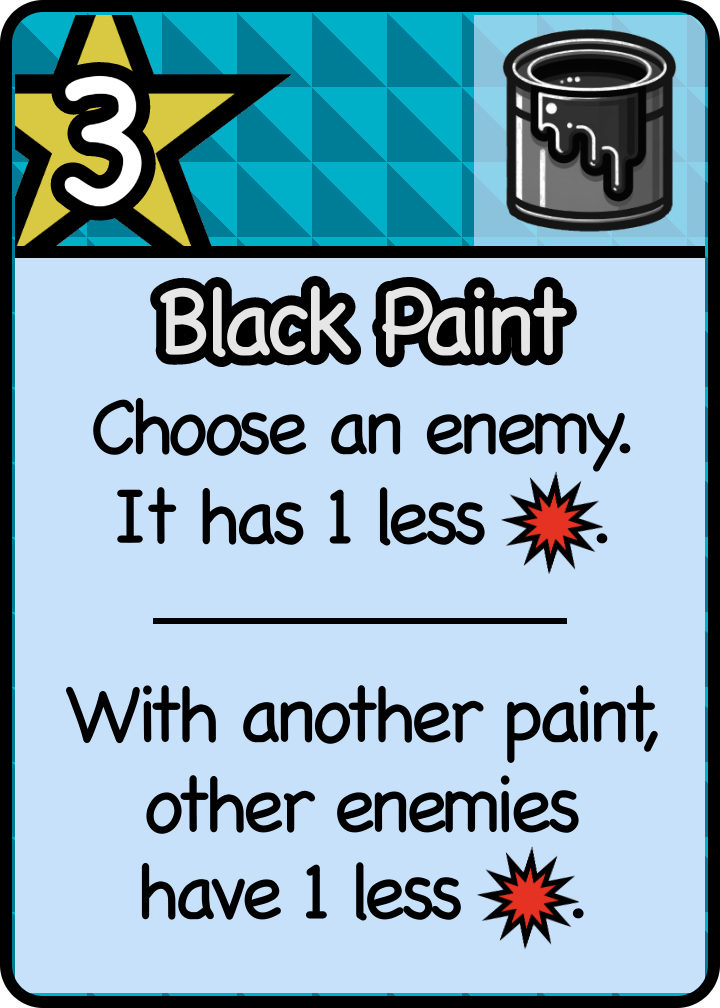 3
Black Paint
Choose an enemy.
It has 1 less .
With another paint,
other enemies
have 1 less .